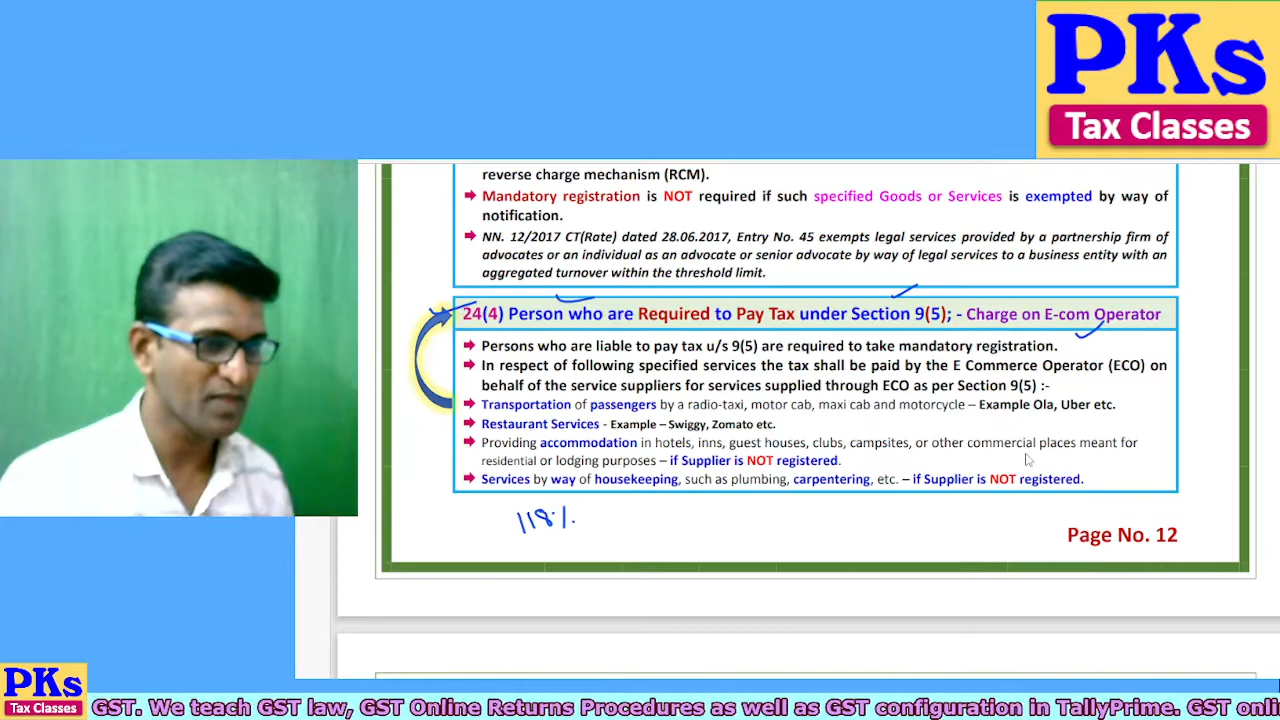 PKs
Tax Classes
reverse charge mechanism (RCM).
Mandatory registration is NOT required if such specified Goods or Services is exempted by way of
notification.
NN. 12/2017 CT(Rate) dated 28.06.2017, Entry No. 45 exempts legal services provided by a partnership firm of
advocates or an individual as an advocate or senior advocate by way of legal services to a business entity with an
aggregated turnover within the threshold limit.
24(4) Person who are Required to Pay Tax under Section 9(5); - Charge on E-com Operator
Persons who are liable to pay tax u/s 9(5) are required to take mandatory registration.
In respect of following specified services the tax shall be paid by the E Commerce Operator (ECO) on
behalf of the service suppliers for services supplied through ECO as per Section 9(5) :-
Transportation of passengers by a radio-taxi, motor cab, maxi cab and motorcycle – Example Ola, Uber etc.
Restaurant Services - Example – Swiggy, Zomato etc.
Providing accommodation in hotels, inns, guest houses, clubs, campsites, or other commercial places meant for
residential or lodging purposes – if Supplier is NOT registered.
Services by way of housekeeping, such as plumbing, carpentering, etc. – if Supplier is NOT registered.
118%
Page No. 12
PKs
Tax Classes
GST. We teach GST law, GST Online Returns Procedures as well as GST configuration in TallyPrime. GST onli